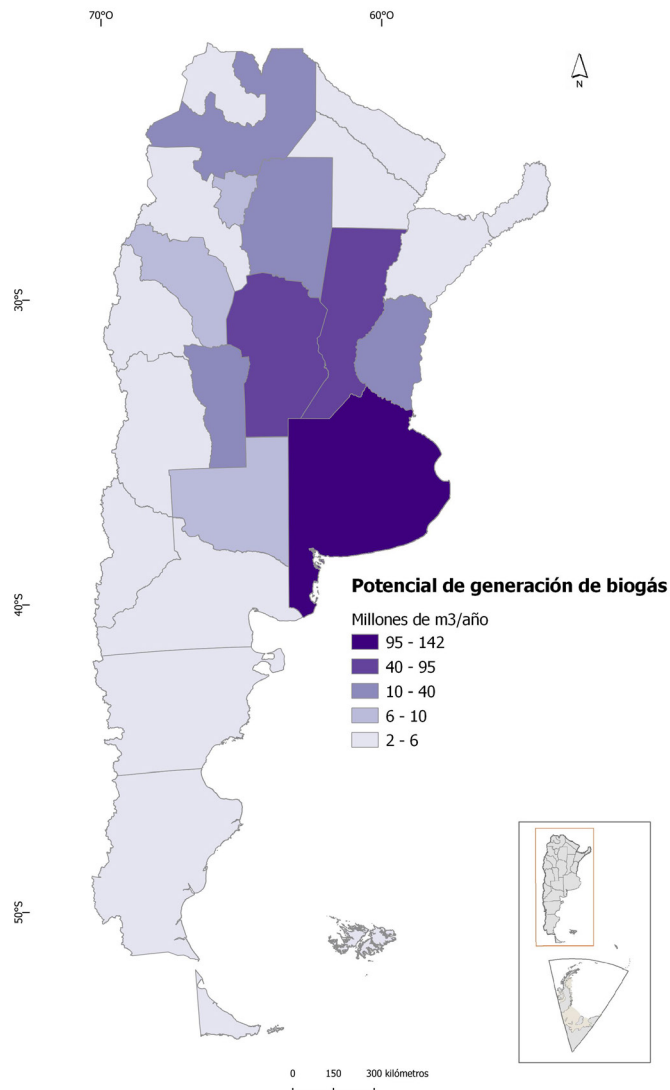 70°O
60°O
N
30°S
40°S
50°S
Potencial de generación de biogás
Millones de m3/año
95 - 142
40 - 95
10 - 40
6 - 10
2 - 6
0 150 300 kilómetros